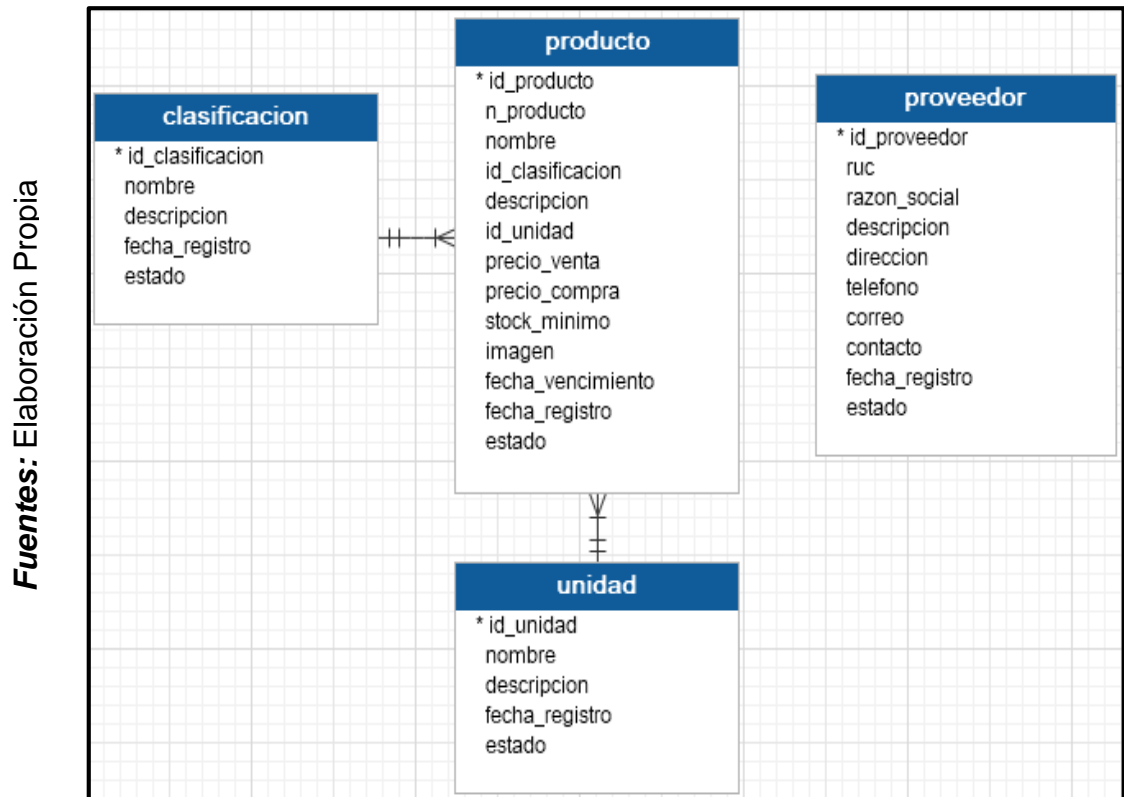 Fuentes: Elaboración Propia
clasificacion
* id_clasificacion
nombre
descripcion
fecha_registro
estado
producto
* id_producto
n_producto
nombre
id_clasificacion
descripcion
id_unidad
precio_venta
precio_compra
stock_minimo
imagen
fecha_vencimiento
fecha_registro
estado
proveedor
* id_proveedor
ruc
razon_social
descripcion
direccion
telefono
correo
contacto
fecha_registro
estado
unidad
* id_unidad
nombre
descripcion
fecha_registro
estado